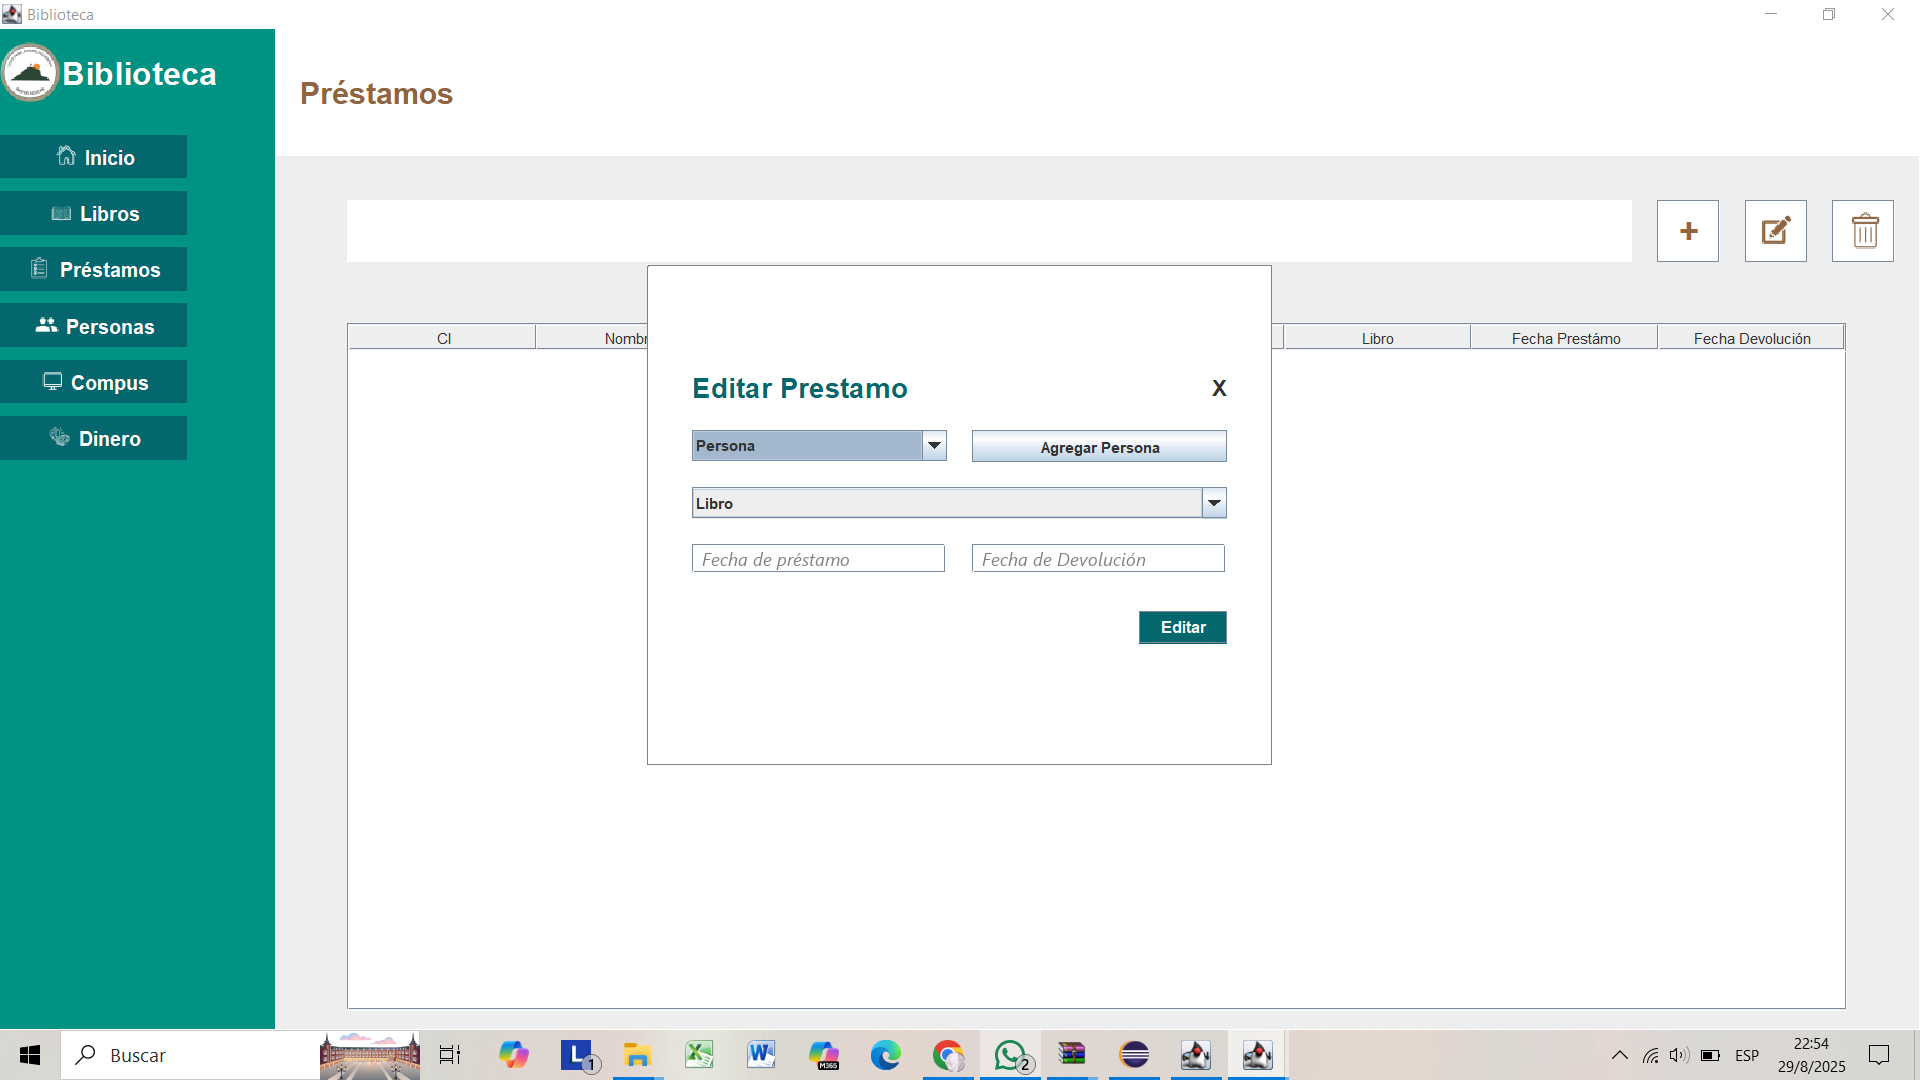 Biblioteca
Biblioteca
Préstamos
Inicio
Libros
Préstamos
Personas
Compus
Dinero
+
CI
Nombr
Libro
Fecha Prestámo
Fecha Devolución
Editar Prestamo
X
Persona
Agregar Persona
Libro
Fecha de préstamo
Fecha de Devolución
Editar
Buscar
L
1
M365
2
ESP
22:54
29/8/2025